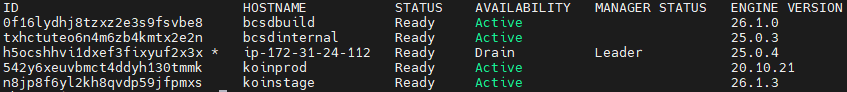 ID HOSTNAME STATUS AVAILABILITY MANAGER STATUS ENGINE VERSION
0f16lydhj8tzxz2e3s9fsvbe8 bcsdbuild Ready Active 26.1.0
txhctuteo6n4m6zb4kmtx2e2n bcsdinternal Ready Active 25.0.3
h5ocshhvi1dxef3fixyuf2x3x * ip-172-31-24-112 Ready Drain Leader 25.0.4
542y6xeuvbmct4ddyh130tmmk koinprod Ready Active 20.10.21
n8jp8f6yl2kh8qvdp59jfpmxs koinstage Ready Active 26.1.3